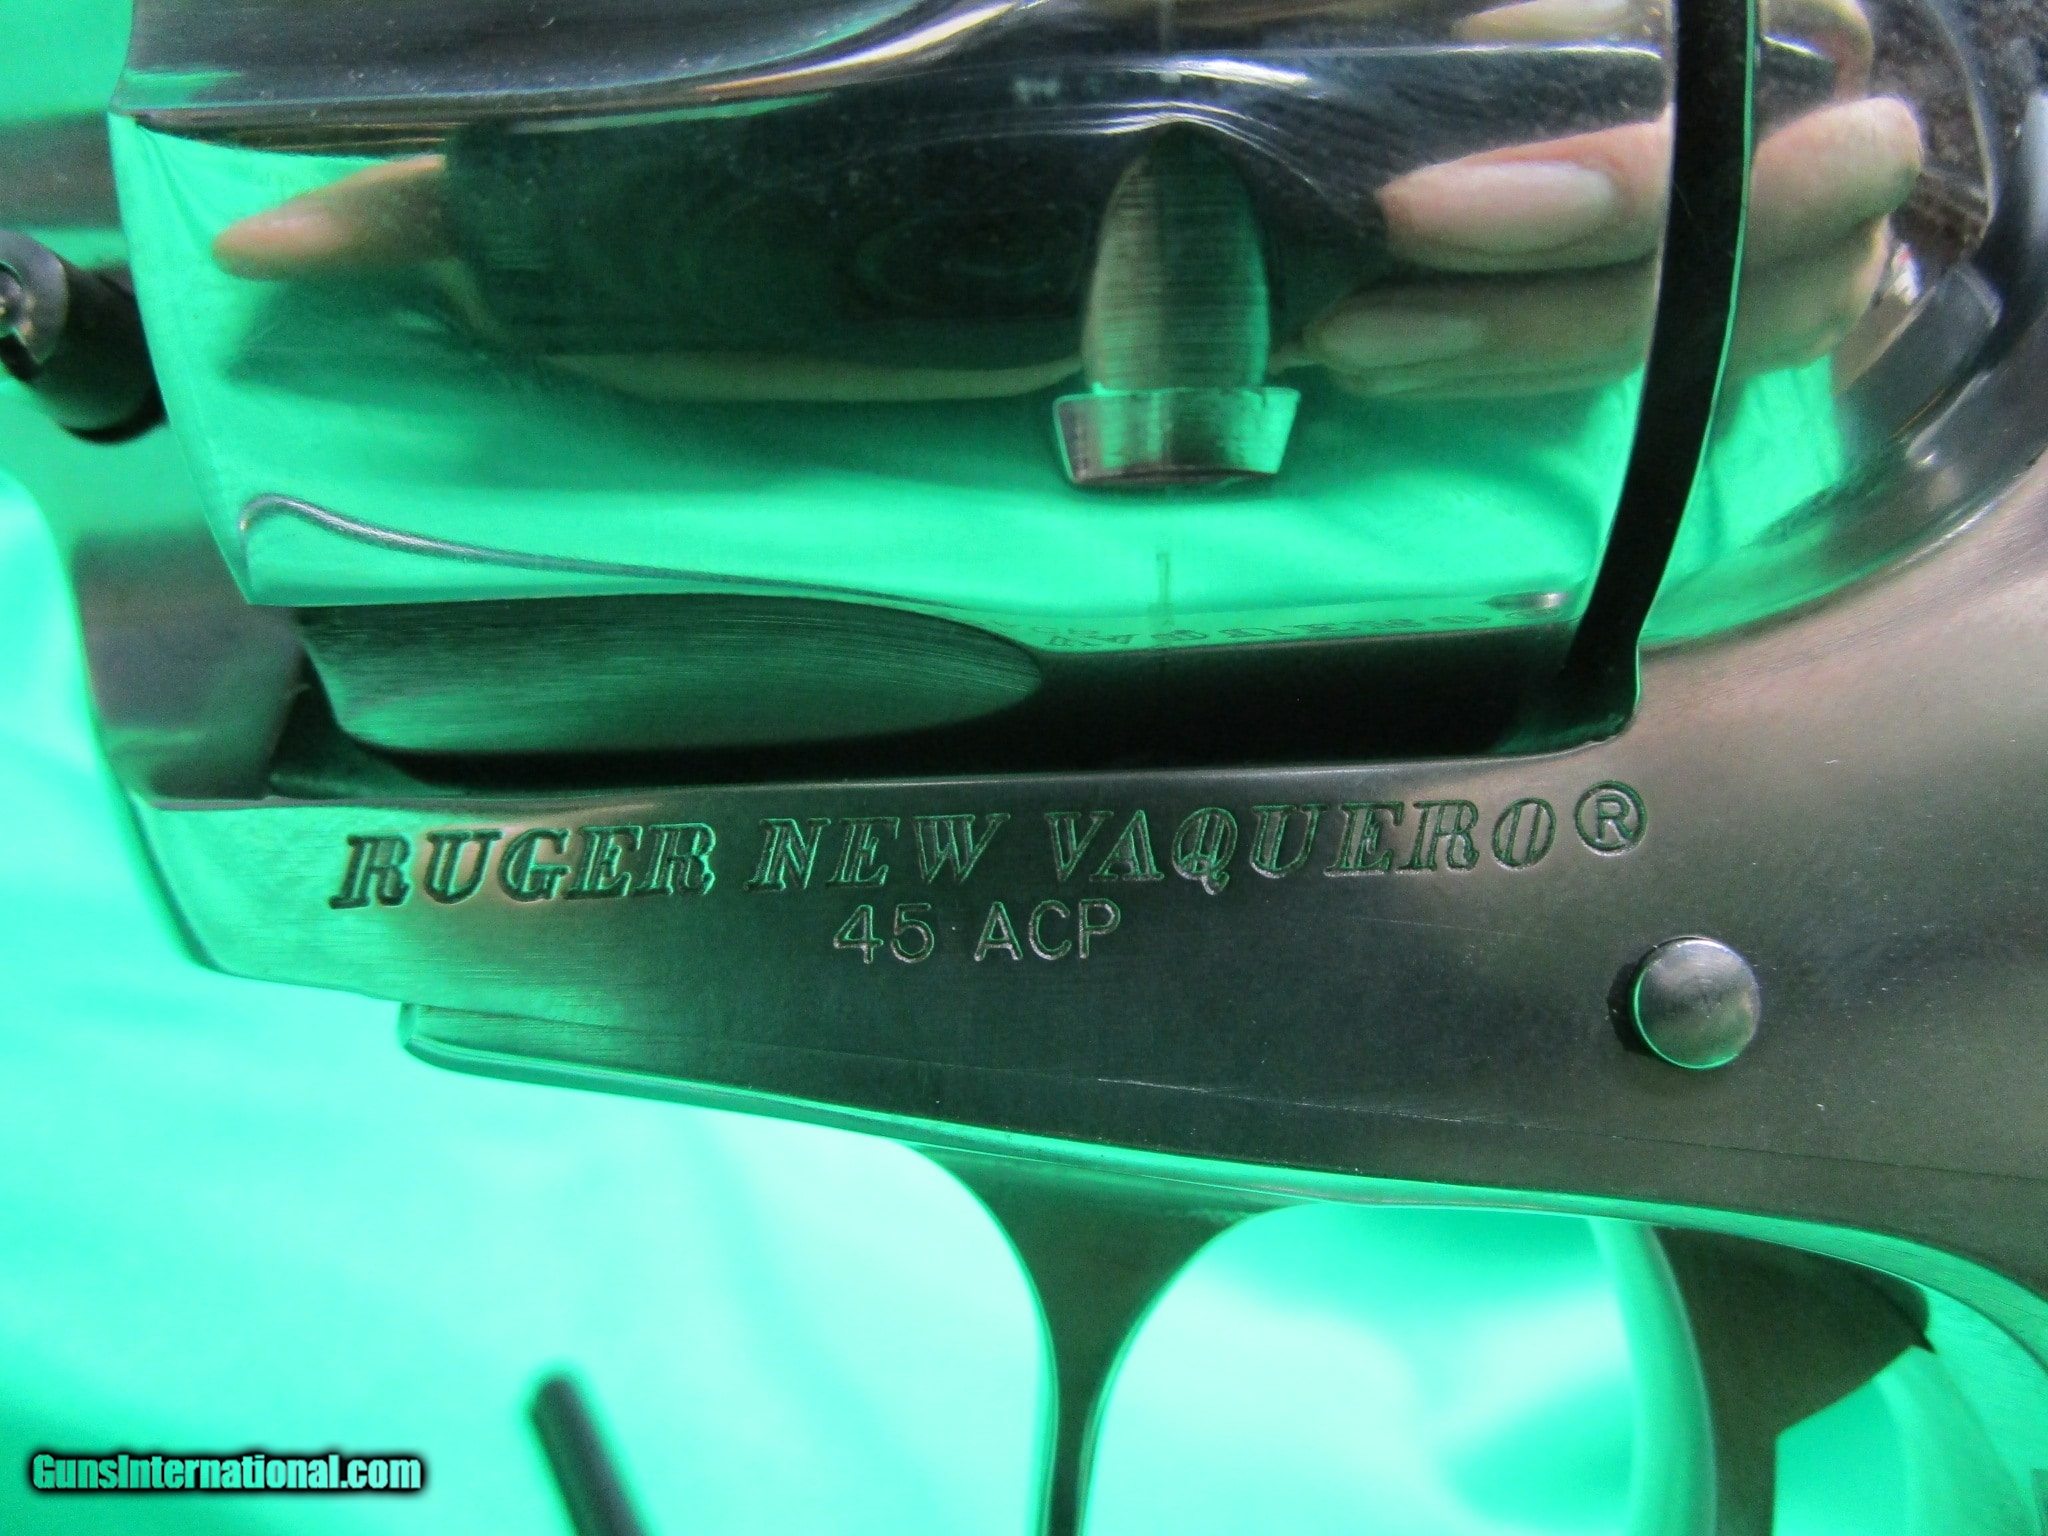 RUGER NEW VAQUERO®
45 ACP
GunsInternational.com